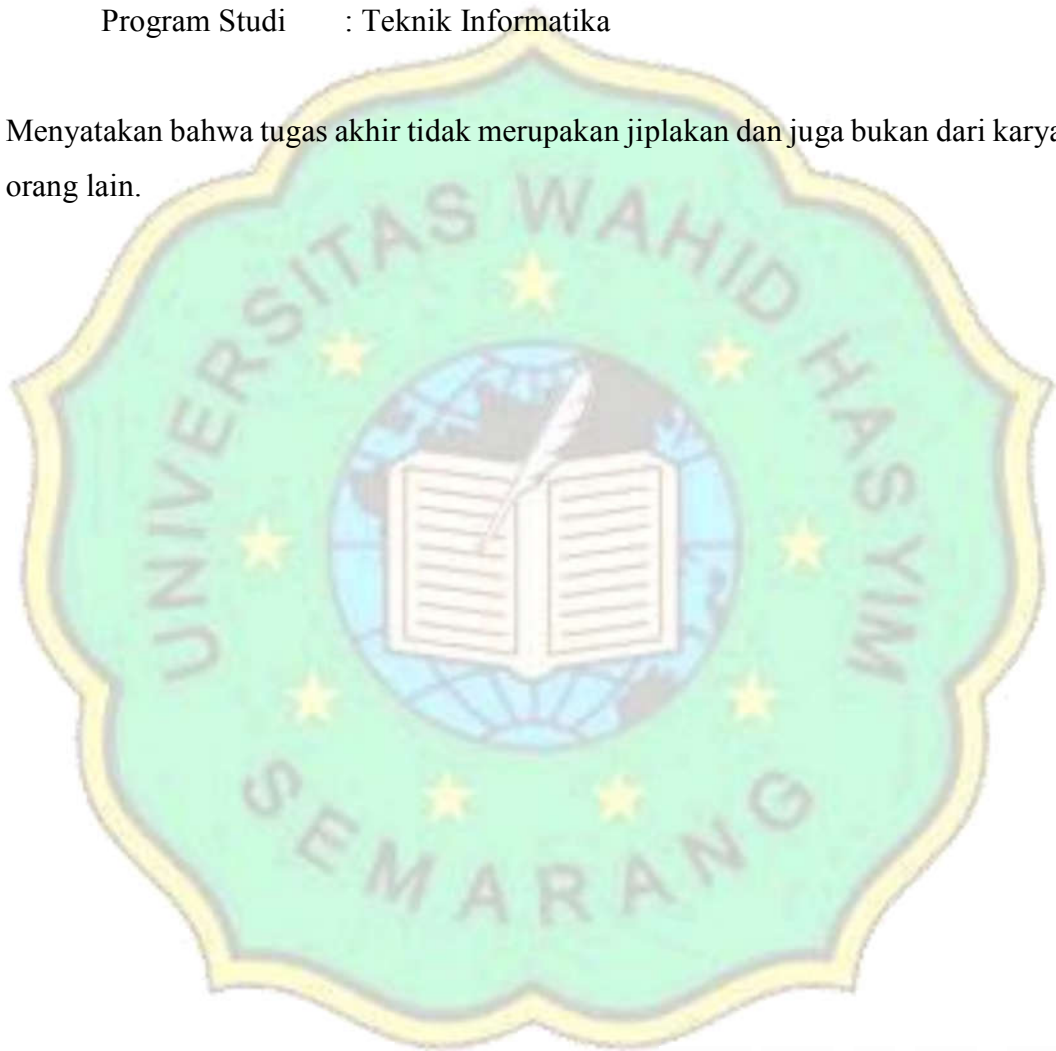 Program Studi : Teknik Informatika
Menyatakan bahwa tugas akhir tidak merupakan jiplakan dan juga bukan dari karya
orang lain.
UNIVERSITAS WAHID HASYIM
SEMARANG